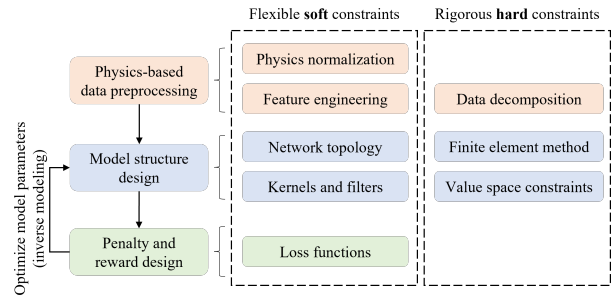 Flexible soft constraints
Rigorous hard constraints
Physics-based
data preprocessing
Physics normalization
Feature engineering
Data decomposition
Model structure
design
Network topology
Finite element method
Kernels and filters
Value space constraints
Penalty and
reward design
Loss functions
Optimize model parameters
(inverse modeling)